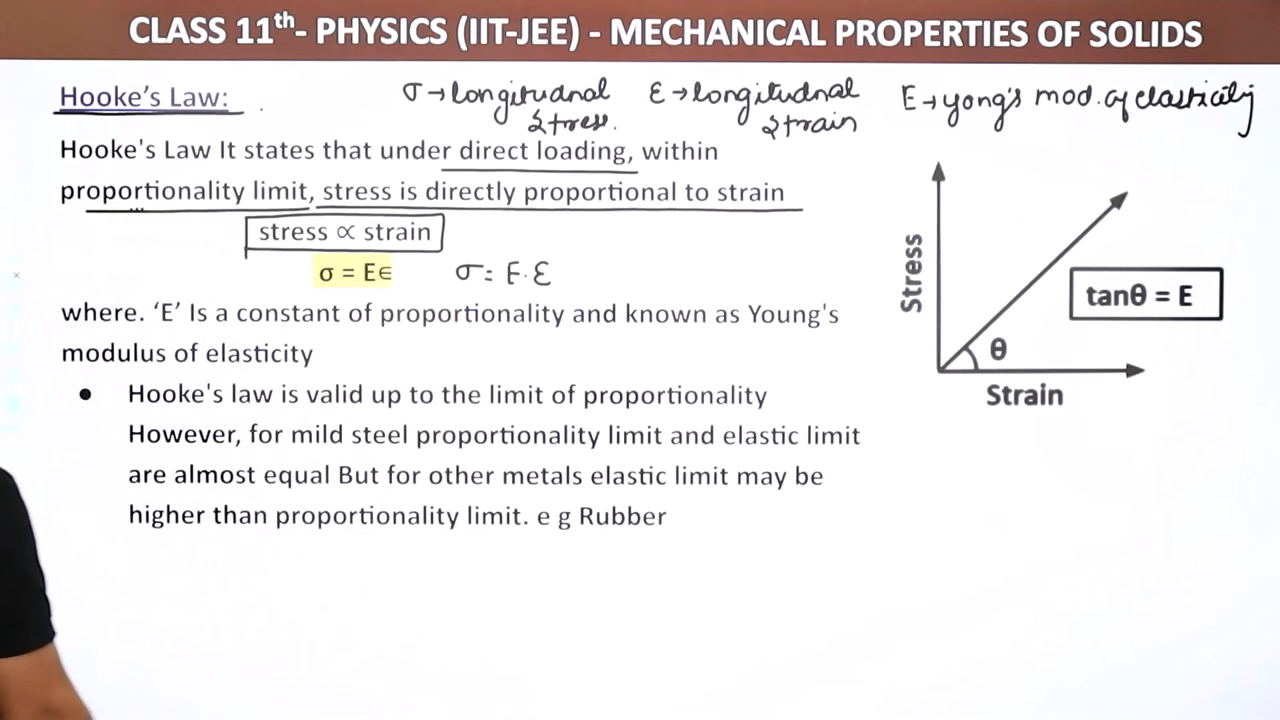 CLASS 11th- PHYSICS (IIT-JEE) - MECHANICAL PROPERTIES OF SOLIDS
Hooke's Law:
σ→longitudnal stress.
ε→longitudnal strain
E→yong's mod. of elasticity
Hooke's Law It states that under direct loading, within
proportionality limit, stress is directly proportional to strain
stress ∝ strain
σ = E∈
σ = E.ε
where. ‘E’ Is a constant of proportionality and known as Young's
modulus of elasticity
● Hooke's law is valid up to the limit of proportionality
However, for mild steel proportionality limit and elastic limit
are almost equal But for other metals elastic limit may be
higher than proportionality limit. e g Rubber
Stress
tanθ = E
θ
Strain